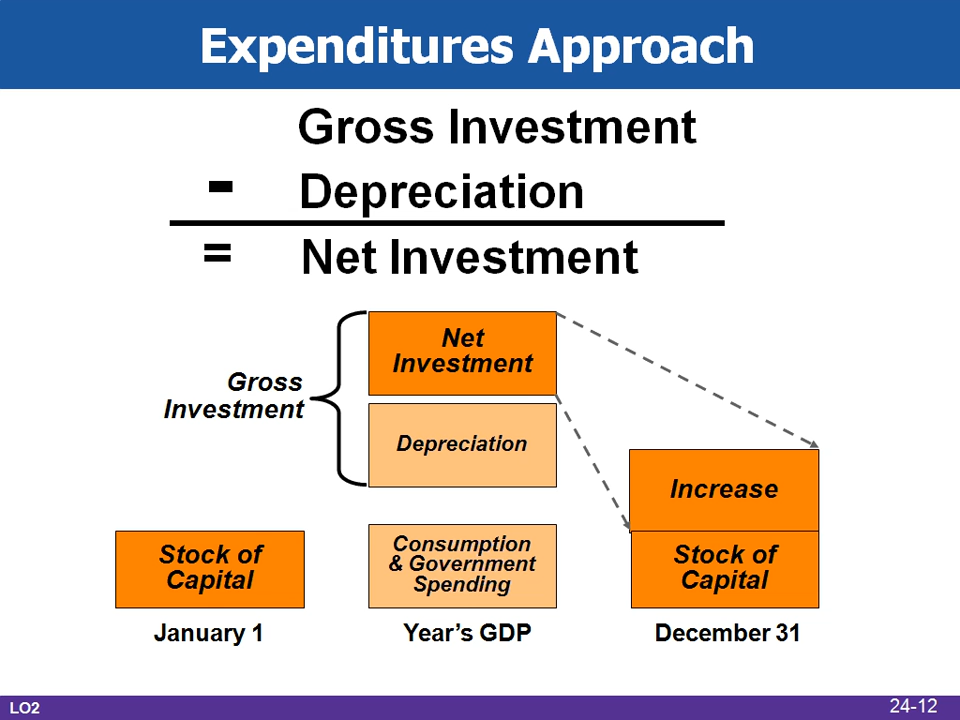 Expenditures Approach
Gross Investment
- Depreciation
= Net Investment
Net
Investment
Gross
Investment
Depreciation
Increase
Stock of
Capital
Consumption
& Government
Spending
Stock of
Capital
January 1
Year's GDP
December 31
LO2
24-12